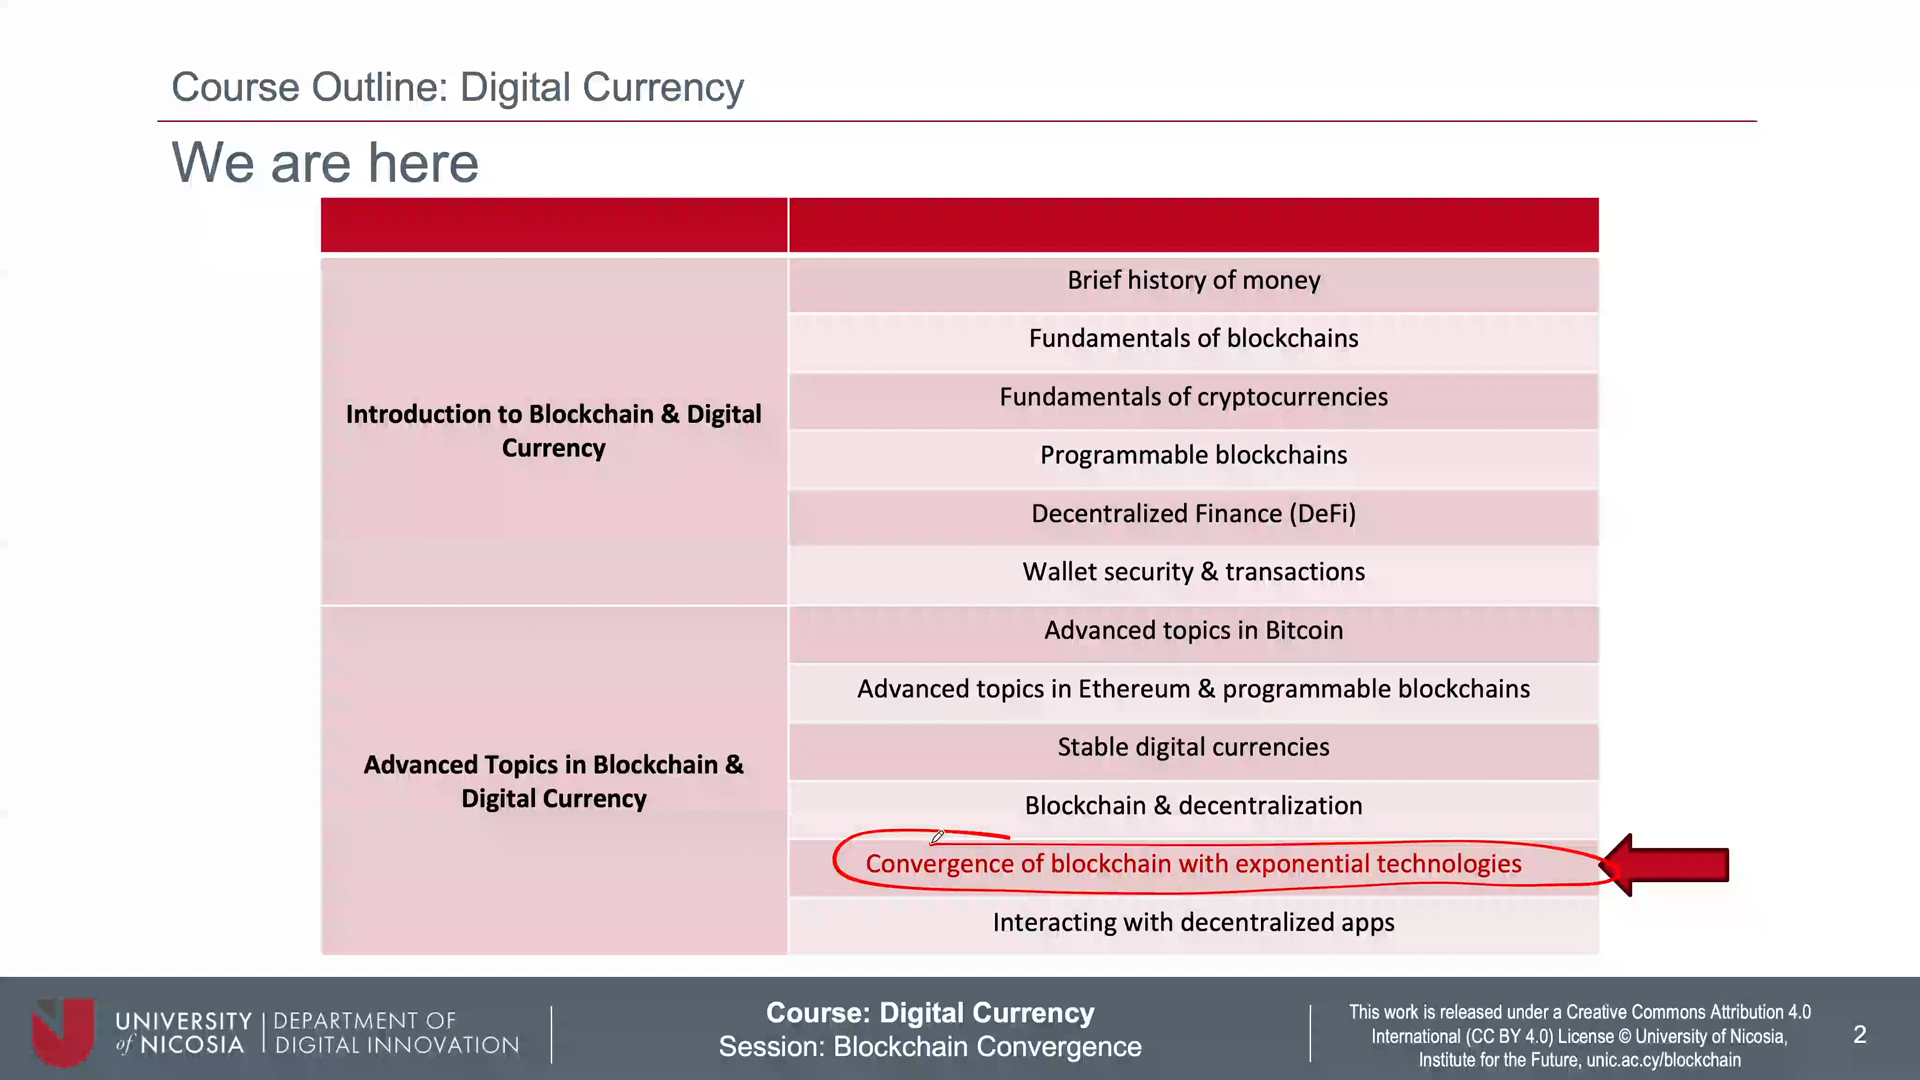 Course Outline: Digital Currency
We are here
Introduction to Blockchain & Digital
Currency
Brief history of money
Fundamentals of blockchains
Fundamentals of cryptocurrencies
Programmable blockchains
Decentralized Finance (DeFi)
Wallet security & transactions
Advanced Topics in Blockchain &
Digital Currency
Advanced topics in Bitcoin
Advanced topics in Ethereum & programmable blockchains
Stable digital currencies
Blockchain & decentralization
Convergence of blockchain with exponential technologies
Interacting with decentralized apps
UNIVERSITY
of NICOSIA
DEPARTMENT OF
DIGITAL INNOVATION
Course: Digital Currency
Session: Blockchain Convergence
This work is released under a Creative Commons Attribution 4.0
International (CC BY 4.0) License © University of Nicosia,
Institute for the Future, unic.ac.cy/blockchain
2